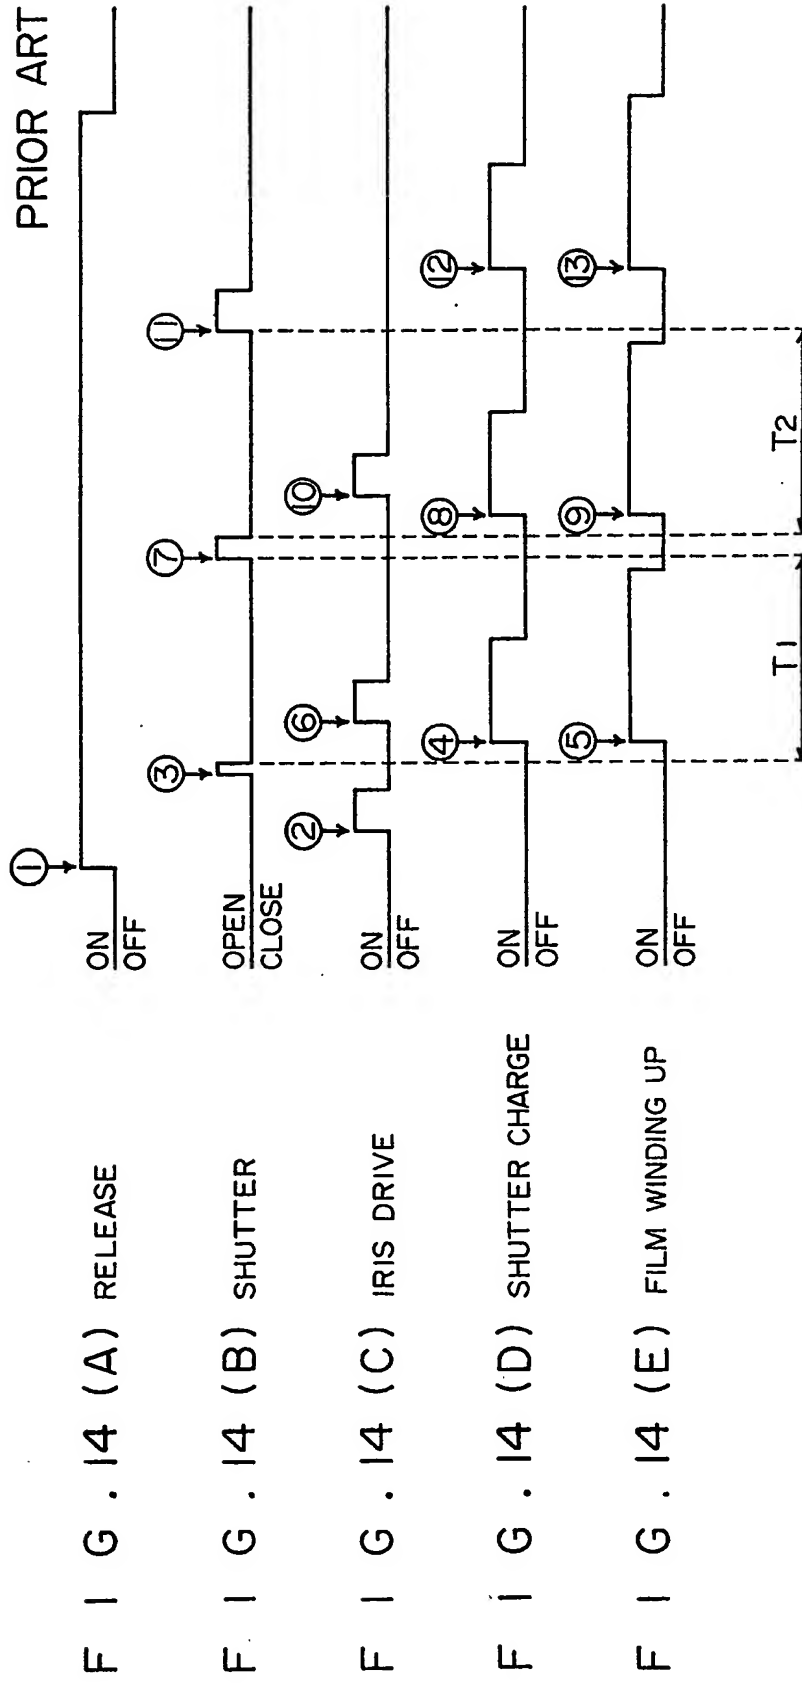 PRIOR ART
FIG. 14 (A) RELEASE
ON
OFF
①
FIG. 14 (B) SHUTTER
OPEN
CLOSE
③
⑦
⑪
FIG. 14 (C) IRIS DRIVE
ON
OFF
②
⑥
⑩
FIG. 14 (D) SHUTTER CHARGE
ON
OFF
④
⑧
⑫
FIG. 14 (E) FILM WINDING UP
ON
OFF
⑤
⑨
⑬
T1
T2